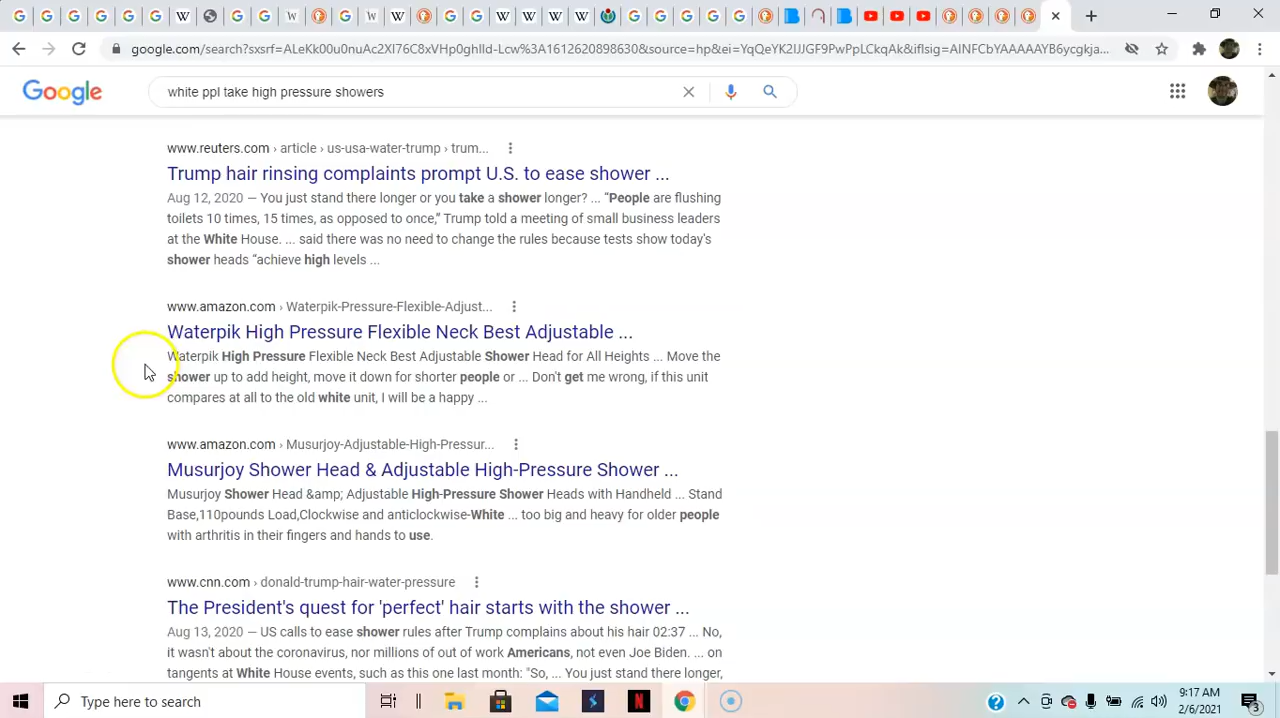 google.com/search?sxsrf=ALeKk00u0nuAc2Xl76C8xVHp0ghlld-Lcw%3A1612620898630&source=hp&ei=YqQeYK2IJJGF9PwPpLCkqAk&iflsig=AINFCbYAAAAAYB6ycgkja...
Google
white ppl take high pressure showers
www.reuters.com › article › us-usa-water-trump › trum...
Trump hair rinsing complaints prompt U.S. to ease shower ...
Aug 12, 2020 — You just stand there longer or you take a shower longer? ... “People are flushing
toilets 10 times, 15 times, as opposed to once,” Trump told a meeting of small business leaders
at the White House. ... said there was no need to change the rules because tests show today's
shower heads “achieve high levels ...
www.amazon.com › Waterpik-Pressure-Flexible-Adjust...
Waterpik High Pressure Flexible Neck Best Adjustable ...
Waterpik High Pressure Flexible Neck Best Adjustable Shower Head for All Heights ... Move the
shower up to add height, move it down for shorter people or ... Don't get me wrong, if this unit
compares at all to the old white unit, I will be a happy ...
www.amazon.com › Musurjoy-Adjustable-High-Pressur...
Musurjoy Shower Head & Adjustable High-Pressure Shower ...
Musurjoy Shower Head &amp; Adjustable High-Pressure Shower Heads with Handheld ... Stand
Base,110pounds Load,Clockwise and anticlockwise-White ... too big and heavy for older people
with arthritis in their fingers and hands to use.
www.cnn.com › donald-trump-hair-water-pressure
The President's quest for 'perfect' hair starts with the shower ...
Aug 13, 2020 — US calls to ease shower rules after Trump complains about his hair 02:37 ... No,
it wasn't about the coronavirus, nor millions of out of work Americans, not even Joe Biden. ... on
tangents at White House events, such as this one last month: "So, ... You just stand there longer,
Type here to search
9:17 AM
2/6/2021
3